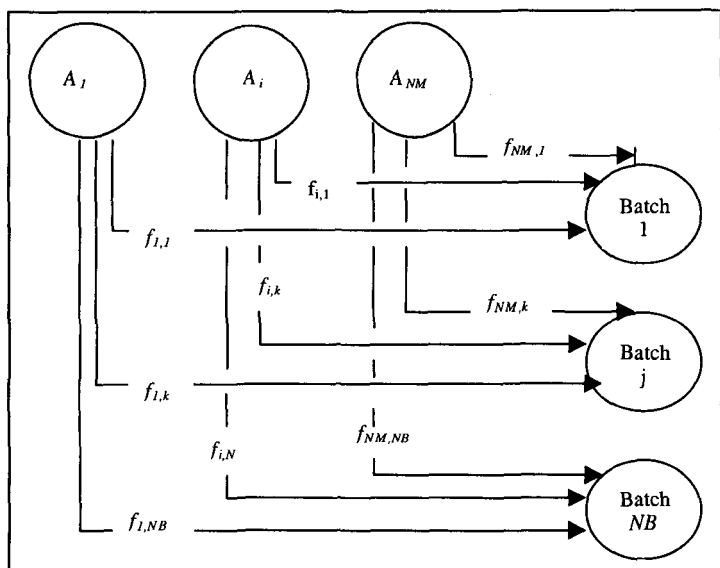 A1 Ai ANM
fNM,1
fi,1
Batch
1
f1,1
fi,k
fNM,k
Batch
j
f1,k
fNM,NB
fi,N
Batch
NB
f1,NB